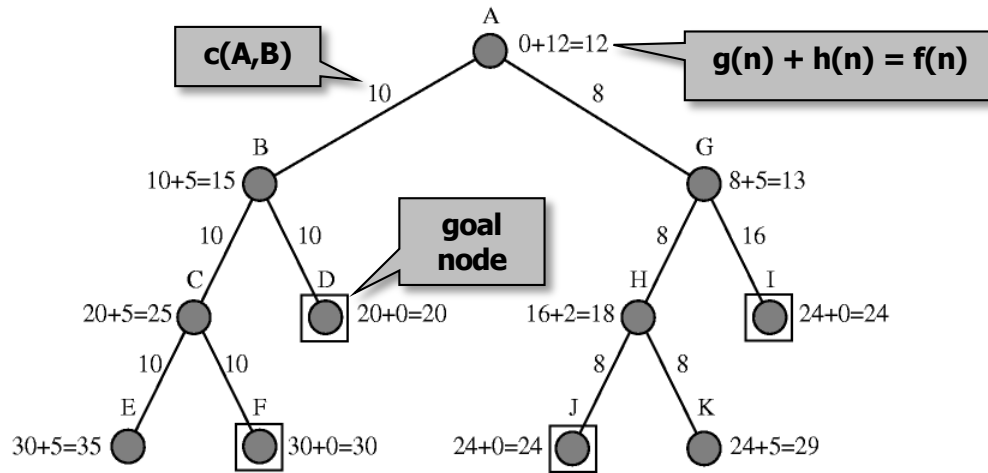 A
0+12=12
c(A,B)
g(n) + h(n) = f(n)
10
8
B
G
10+5=15
8+5=13
10
10
goal
node
8
16
C
D
H
I
20+5=25
20+0=20
16+2=18
24+0=24
10
10
8
8
E
F
J
K
30+5=35
30+0=30
24+0=24
24+5=29